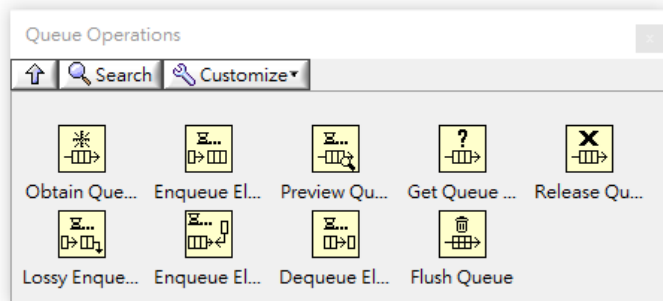 Queue Operations
Search
Customize
Obtain Que... Enqueue El... Preview Qu... Get Queue ... Release Qu...
Lossy Enque... Enqueue El... Dequeue El... Flush Queue